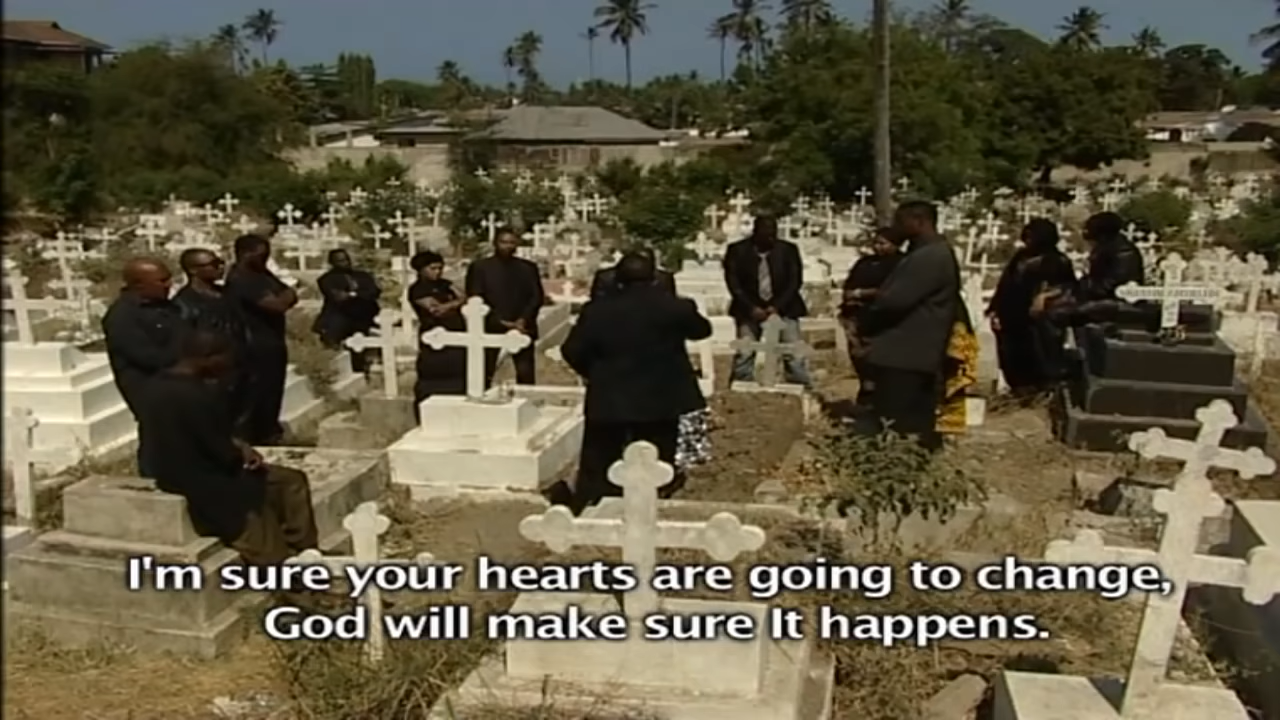 I'm sure your hearts are going to change,
God will make sure It happens.